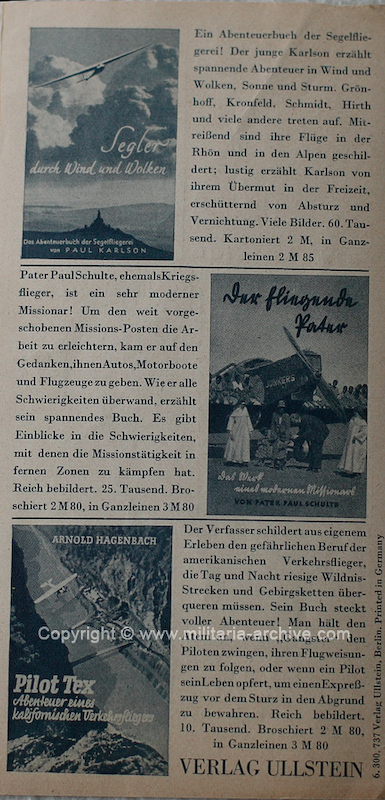 Segler
durch Wind und Wolken
Das Abenteuerbuch der Segelfliegerei
von PAUL KARLSON
Ein Abenteuerbuch der Segelflie-
gerei! Der junge Karlson erzählt
spannende Abenteuer in Wind und
Wolken, Sonne und Sturm. Grön-
hoff, Kronfeld, Schmidt, Hirth
und viele andere treten auf. Mit-
reißend sind ihre Flüge in der
Rhön und in den Alpen geschil-
dert; lustig erzählt Karlson von
ihrem Übermut in der Freizeit,
erschütternd von Absturz und
Vernichtung. Viele Bilder. 60. Tau-
send. Kartoniert 2 M, in Ganz-
leinen 2 M 85
Pater Paul Schulte, ehemals Kriegs-
flieger, ist ein sehr moderner
Missionar! Um den weit vorge-
schobenen Missions-Posten die Ar-
beit zu erleichtern, kam er auf den
Gedanken, ihnen Autos, Motorboote
und Flugzeuge zu geben. Wie er alle
Schwierigkeiten überwand, erzählt
sein spannendes Buch. Es gibt
Einblicke in die Schwierigkeiten,
mit denen die Missionstätigkeit in
fernen Zonen zu kämpfen hat.
Reich bebildert. 25. Tausend. Bro-
schiert 2 M 80, in Ganzleinen 3 M 80
Der fliegende
Pater
JUNKERS
Das Werk
eines modernen Missionars
VON PATER PAUL SCHULTE
ARNOLD HAGENBACH
Pilot Tex
Abenteuer eines
kalifornischen Verkehrsfliegers
Der Verfasser schildert aus eigenem
Erleben den gefährlichen Beruf der
amerikanischen Verkehrsflieger,
die Tag und Nacht riesige Wildnis-
Strecken und Gebirgsketten über-
queren müssen. Sein Buch steckt
voller Abenteuer! Man hält den
Atem an, wenn Gangster den
Piloten zwingen, ihren Flugweisun-
gen zu folgen, oder wenn ein Pilot
sein Leben opfert, um einen Expreß-
zug vor dem Sturz in den Abgrund
zu bewahren. Reich bebildert.
10. Tausend. Broschiert 2 M 80,
in Ganzleinen 3 M 80
VERLAG ULLSTEIN
6, 300, 737 Verlag Ullstein, Berlin. Printed in Germany
Copyright © www.militaria-archive.com